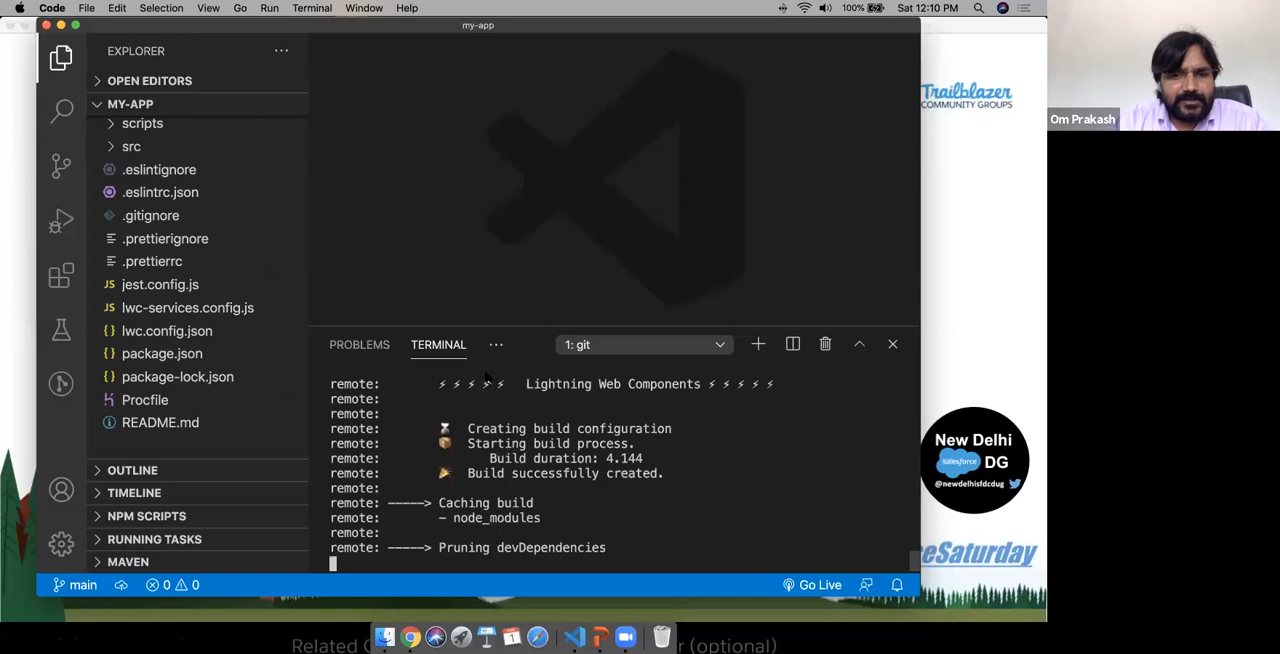 Code File Edit Selection View Go Run Terminal Window Help 100% Sat 12:10 PM
my-app
EXPLORER
OPEN EDITORS
MY-APP
scripts
src
.eslintignore
.eslintrc.json
.gitignore
.prettierignore
.prettierrc
JS jest.config.js
JS lwc-services.config.js
{} lwc.config.json
{} package.json
{} package-lock.json
Procfile
README.md
OUTLINE
TIMELINE
NPM SCRIPTS
RUNNING TASKS
MAVEN
PROBLEMS TERMINAL 1: git
remote: ⚡ ⚡ ⚡ ⚡ ⚡ Lightning Web Components ⚡ ⚡ ⚡ ⚡ ⚡
remote:
remote:
remote: Creating build configuration
remote: Starting build process.
remote: Build duration: 4.144
remote: Build successfully created.
remote:
remote: -----> Caching build
remote: - node_modules
remote:
remote: -----> Pruning devDependencies
main 0 0 Go Live
Trailblazer
COMMUNITY GROUPS
Om Prakash
New Delhi
salesforce DG
@newdelhisfdcdug
eSaturday
Related
r (optional)
1